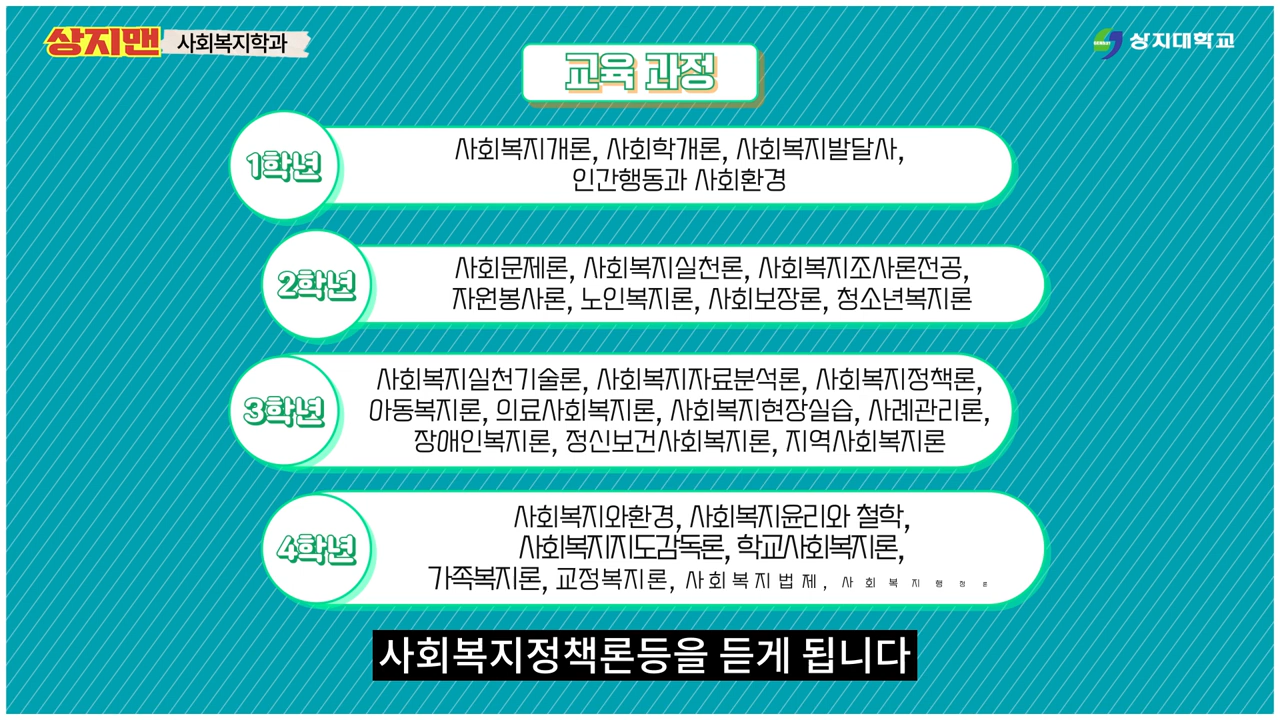 상지맨 사회복지학과
상지대학교
교육 과정
1학년
사회복지개론, 사회학개론, 사회복지발달사,
인간행동과 사회환경
2학년
사회문제론, 사회복지실천론, 사회복지조사론전공,
자원봉사론, 노인복지론, 사회보장론, 청소년복지론
3학년
사회복지실천기술론, 사회복지자료분석론, 사회복지정책론,
아동복지론, 의료사회복지론, 사회복지현장실습, 사례관리론,
장애인복지론, 정신보건사회복지론, 지역사회복지론
4학년
사회복지와환경, 사회복지윤리와 철학,
사회복지지도감독론, 학교사회복지론,
가족복지론, 교정복지론, 사회복지법제, 사회복지행정론
사회복지정책론등을 듣게 됩니다